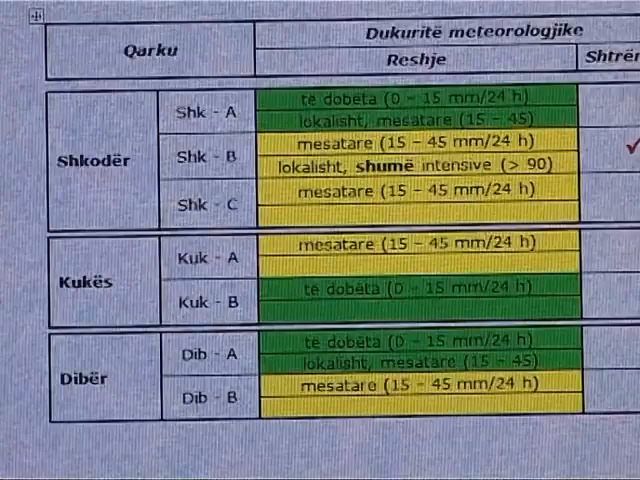 Qarku
Dukuritë meteorologjike
Reshje
Shkodër
Shk - A
të dobëta (0 - 15 mm/24 h)
lokalisht, mesatare (15 - 45)
Shk - B
mesatare (15 - 45 mm/24 h)
lokalisht, shumë intensive (> 90)
Shk - C
mesatare (15 - 45 mm/24 h)
Kukës
Kuk - A
mesatare (15 - 45 mm/24 h)
Kuk - B
të dobëta (0 - 15 mm/24 h)
Dibër
Dib - A
të dobëta (0 - 15 mm/24 h)
lokalisht, mesatare (15 - 45)
Dib - B
mesatare (15 - 45 mm/24 h)